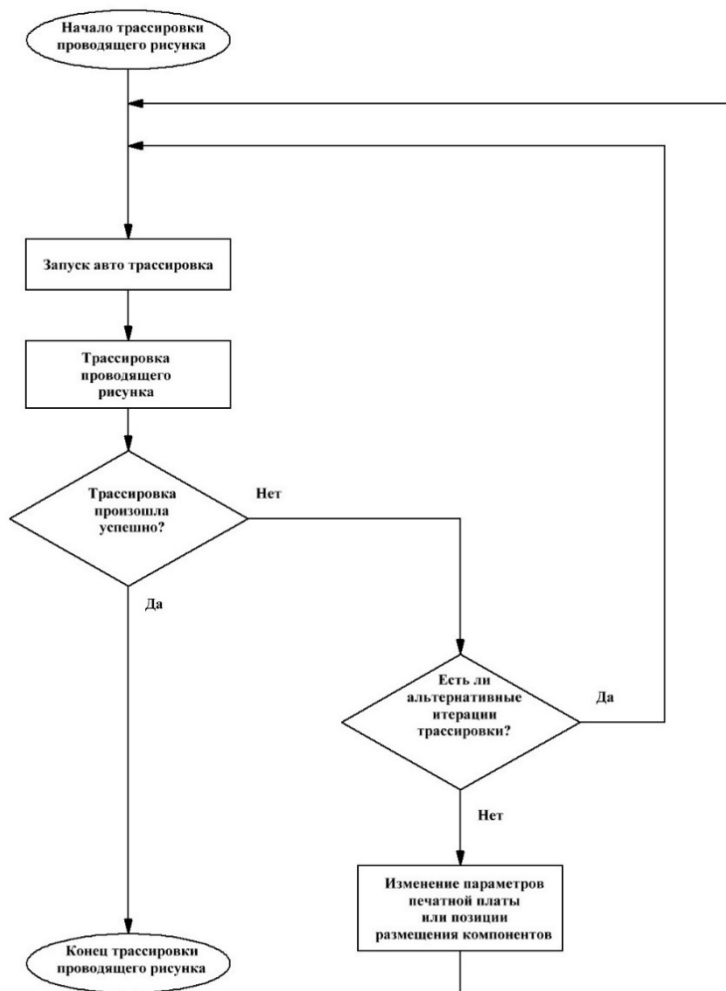 Начало трассировки
проводящего рисунка
Запуск авто трассировка
Трассировка
проводящего
рисунка
Трассировка
произошла
успешно?
Нет
Да
Есть ли
альтернативные
итерации
трассировки?
Да
Нет
Изменение параметров
печатной платы
или позиции
размещения компонентов
Конец трассировки
проводящего рисунка